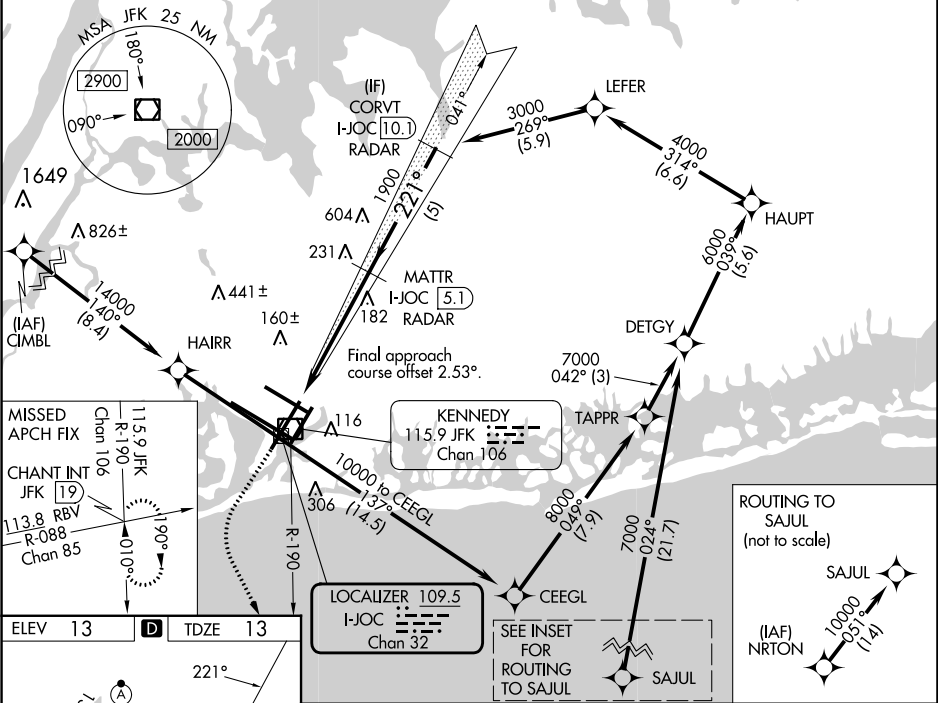 MSA JFK 25 NM
180°
2900
090°
2000
1649
826±
(IAF)
CIMBL
14000
140°
(8.4)
HAIRR
441±
160±
604
231
(IF)
CORVT
I-JOC 10.1
RADAR
041°
1900
221°
(5)
MATTR
I-JOC 5.1
RADAR
182
Final approach
course offset 2.53°.
3000
269°
(5.9)
LEFER
4000
314°
(6.6)
HAUPT
6000
039°
(5.6)
DETGY
7000
042° (3)
TAPPR
116
KENNEDY
115.9 JFK
Chan 106
306
10000 to CEEGL
137°
(14.5)
R-190
8000
049°
(7.9)
7000
024°
(21.7)
CEEGL
LOCALIZER 109.5
I-JOC
Chan 32
SEE INSET
FOR
ROUTING
TO SAJUL
SAJUL
ROUTING TO
SAJUL
(not to scale)
SAJUL
10000
051°
(14)
(IAF)
NRTON
MISSED
APCH FIX
115.9 JFK
R-190
Chan 106
CHANT INT
JFK 19
113.8 RBV
R-088
Chan 85
190°
010°
ELEV 13
D
TDZE 13
221°
A